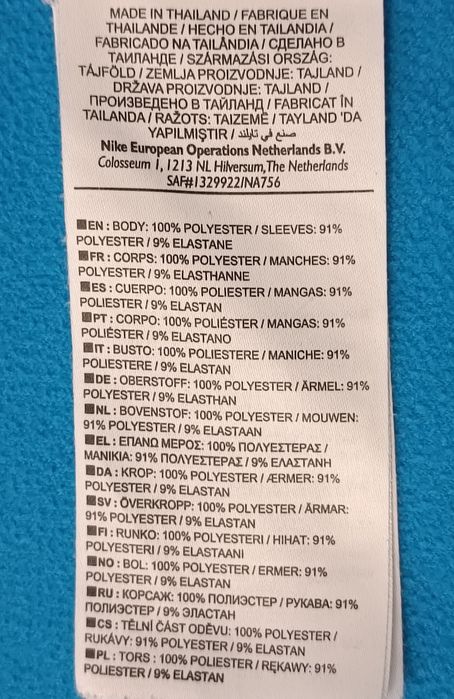 MADE IN THAILAND / FABRIQUE EN
THAILANDE / HECHO EN TAILANDIA /
FABRICADO NA TAILÂNDIA / СДЕЛАНО В
ТАИЛАНДЕ / SZÁRMAZÁSI ORSZÁG:
TÁJFÖLD / ZEMLJA PROIZVODNJE: TAJLAND /
DRŽAVA PROIZVODNJE: TAJLAND /
ПРОИЗВЕДЕНО В ТАЙЛАНД / FABRICAT ÎN
TAILANDA / RAŽOTS: TAIZEMĒ / TAYLAND 'DA
YAPILMIŞTIR / صنع في تايلند
Nike European Operations Netherlands B.V.
Colosseum 1, 1213 NL Hilversum, The Netherlands
SAF#1329922/NA756
EN : BODY: 100% POLYESTER / SLEEVES: 91%
POLYESTER / 9% ELASTANE
FR : CORPS: 100% POLYESTER / MANCHES: 91%
POLYESTER / 9% ELASTHANNE
ES : CUERPO: 100% POLIESTER / MANGAS: 91%
POLIESTER / 9% ELASTAN
PT : CORPO: 100% POLIÉSTER / MANGAS: 91%
POLIÉSTER / 9% ELASTANO
IT : BUSTO: 100% POLIESTERE / MANICHE: 91%
POLIESTERE / 9% ELASTAN
DE : OBERSTOFF: 100% POLYESTER / ÄRMEL: 91%
POLYESTER / 9% ELASTHAN
NL : BOVENSTOF: 100% POLYESTER / MOUWEN:
91% POLYESTER / 9% ELASTAAN
EL : ΕΠΑΝΩ ΜΕΡΟΣ: 100% ΠΟΛΥΕΣΤΕΡΑΣ /
ΜΑΝΙΚΙΑ: 91% ΠΟΛΥΕΣΤΕΡΑΣ / 9% ΕΛΑΣΤΑΝΗ
DA : KROP: 100% POLYESTER / ÆRMER: 91%
POLYESTER / 9% ELASTAN
SV : ÖVERKROPP: 100% POLYESTER / ÄRMAR:
91% POLYESTER / 9% ELASTAN
FI : RUNKO: 100% POLYESTERI / HIHAT: 91%
POLYESTERI / 9% ELASTAANI
NO : BOL: 100% POLYESTER / ERMER: 91%
POLYESTER / 9% ELASTAN
RU : КОРСАЖ: 100% ПОЛИЭСТЕР / РУКАВА: 91%
ПОЛИЭСТЕР / 9% ЭЛАСТАН
CS : TĚLNÍ ČÁST ODĚVU: 100% POLYESTER /
RUKÁVY: 91% POLYESTER / 9% ELASTAN
PL : TORS : 100% POLIESTER / RĘKAWY: 91%
POLIESTER / 9% ELASTAN